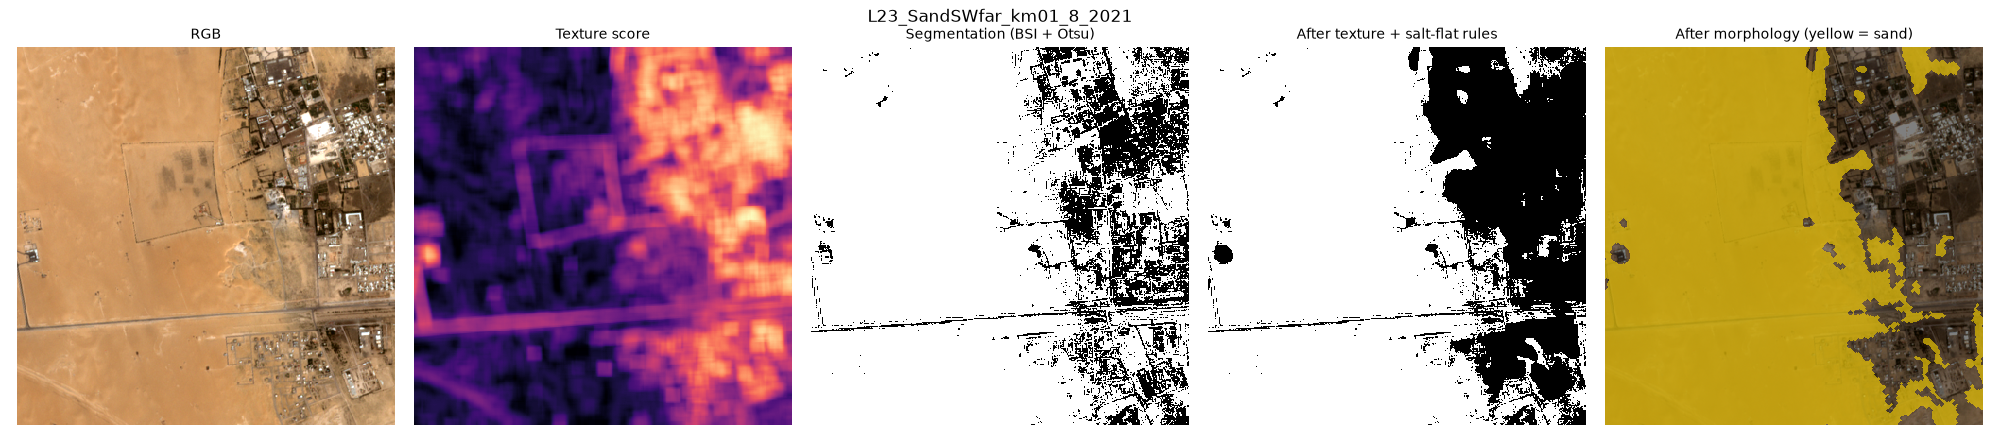 L23_SandSWfar_km01_8_2021
RGB
Texture score
Segmentation (BSI + Otsu)
After texture + salt-flat rules
After morphology (yellow = sand)